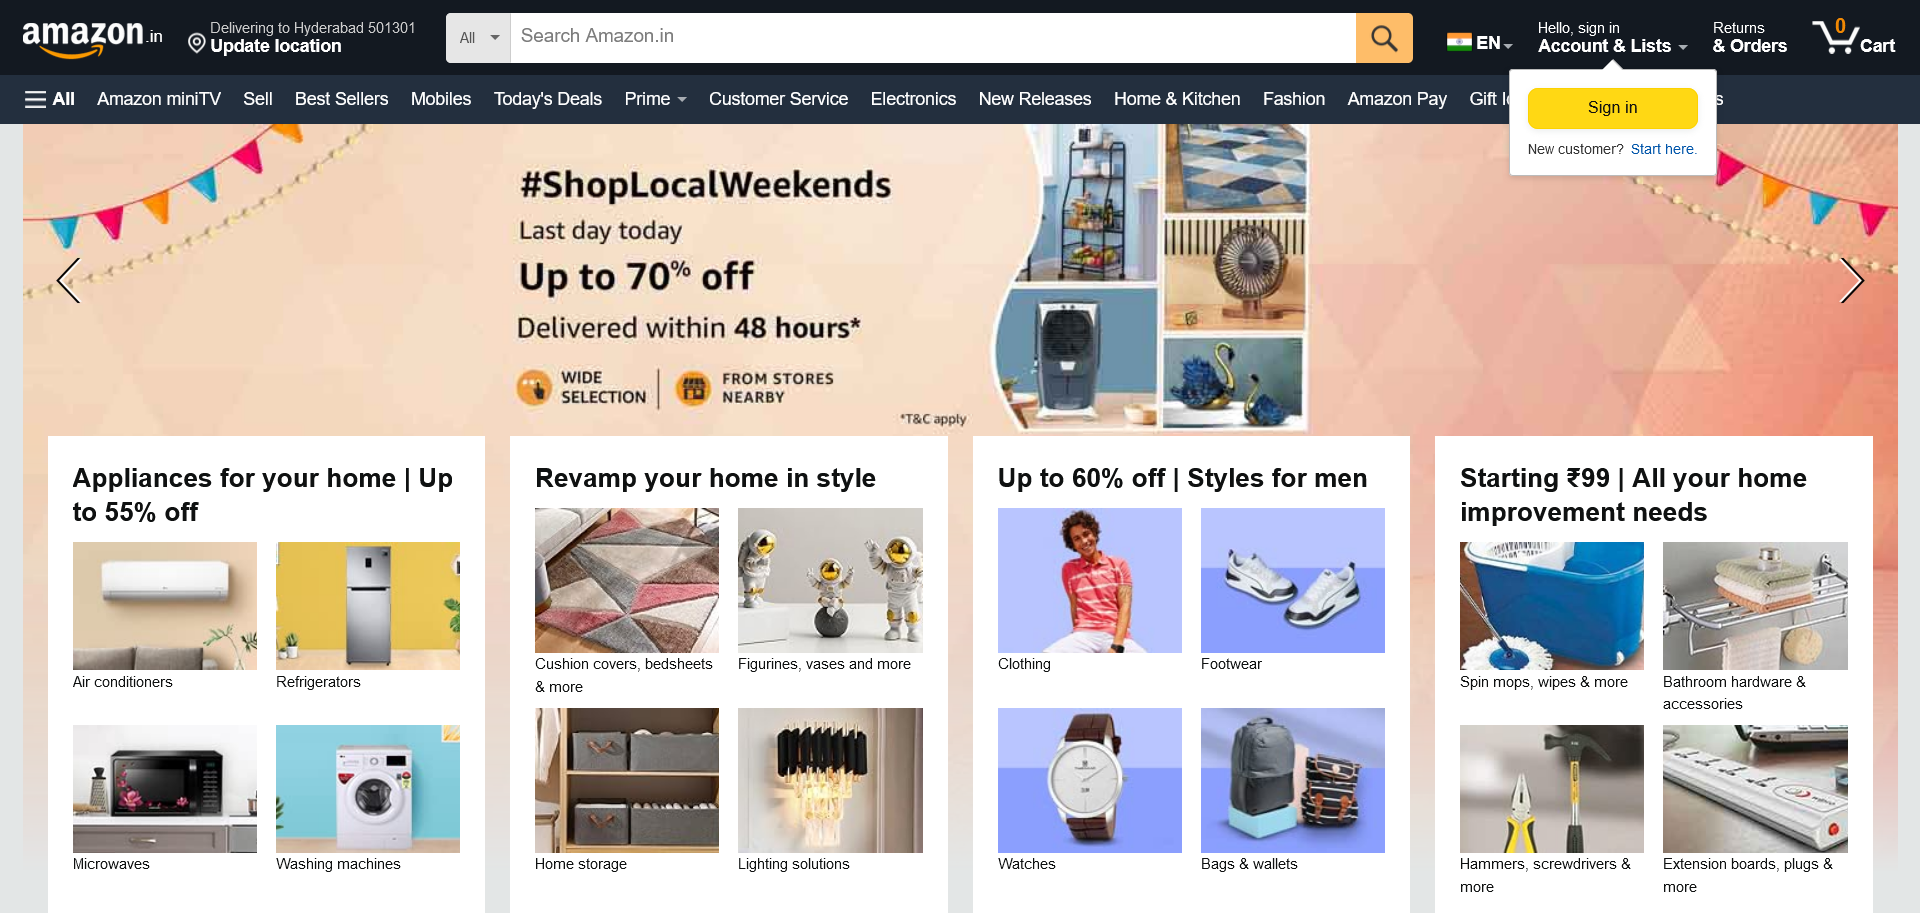 amazon.in
Delivering to Hyderabad 501301
Update location
All
Search Amazon.in
EN
Hello, sign in
Account & Lists
Returns
& Orders
0
Cart
All
Amazon miniTV
Sell
Best Sellers
Mobiles
Today's Deals
Prime
Customer Service
Electronics
New Releases
Home & Kitchen
Fashion
Amazon Pay
Gift
Sign in
New customer? Start here.
#ShopLocalWeekends
Last day today
Up to 70% off
Delivered within 48 hours*
WIDE
SELECTION
FROM STORES
NEARBY
*T&C apply
Appliances for your home | Up
to 55% off
Air conditioners
Refrigerators
Microwaves
Washing machines
Revamp your home in style
Cushion covers, bedsheets
& more
Figurines, vases and more
Home storage
Lighting solutions
Up to 60% off | Styles for men
Clothing
Footwear
Watches
Bags & wallets
Starting ₹99 | All your home
improvement needs
Spin mops, wipes & more
Bathroom hardware &
accessories
Hammers, screwdrivers &
more
Extension boards, plugs &
more